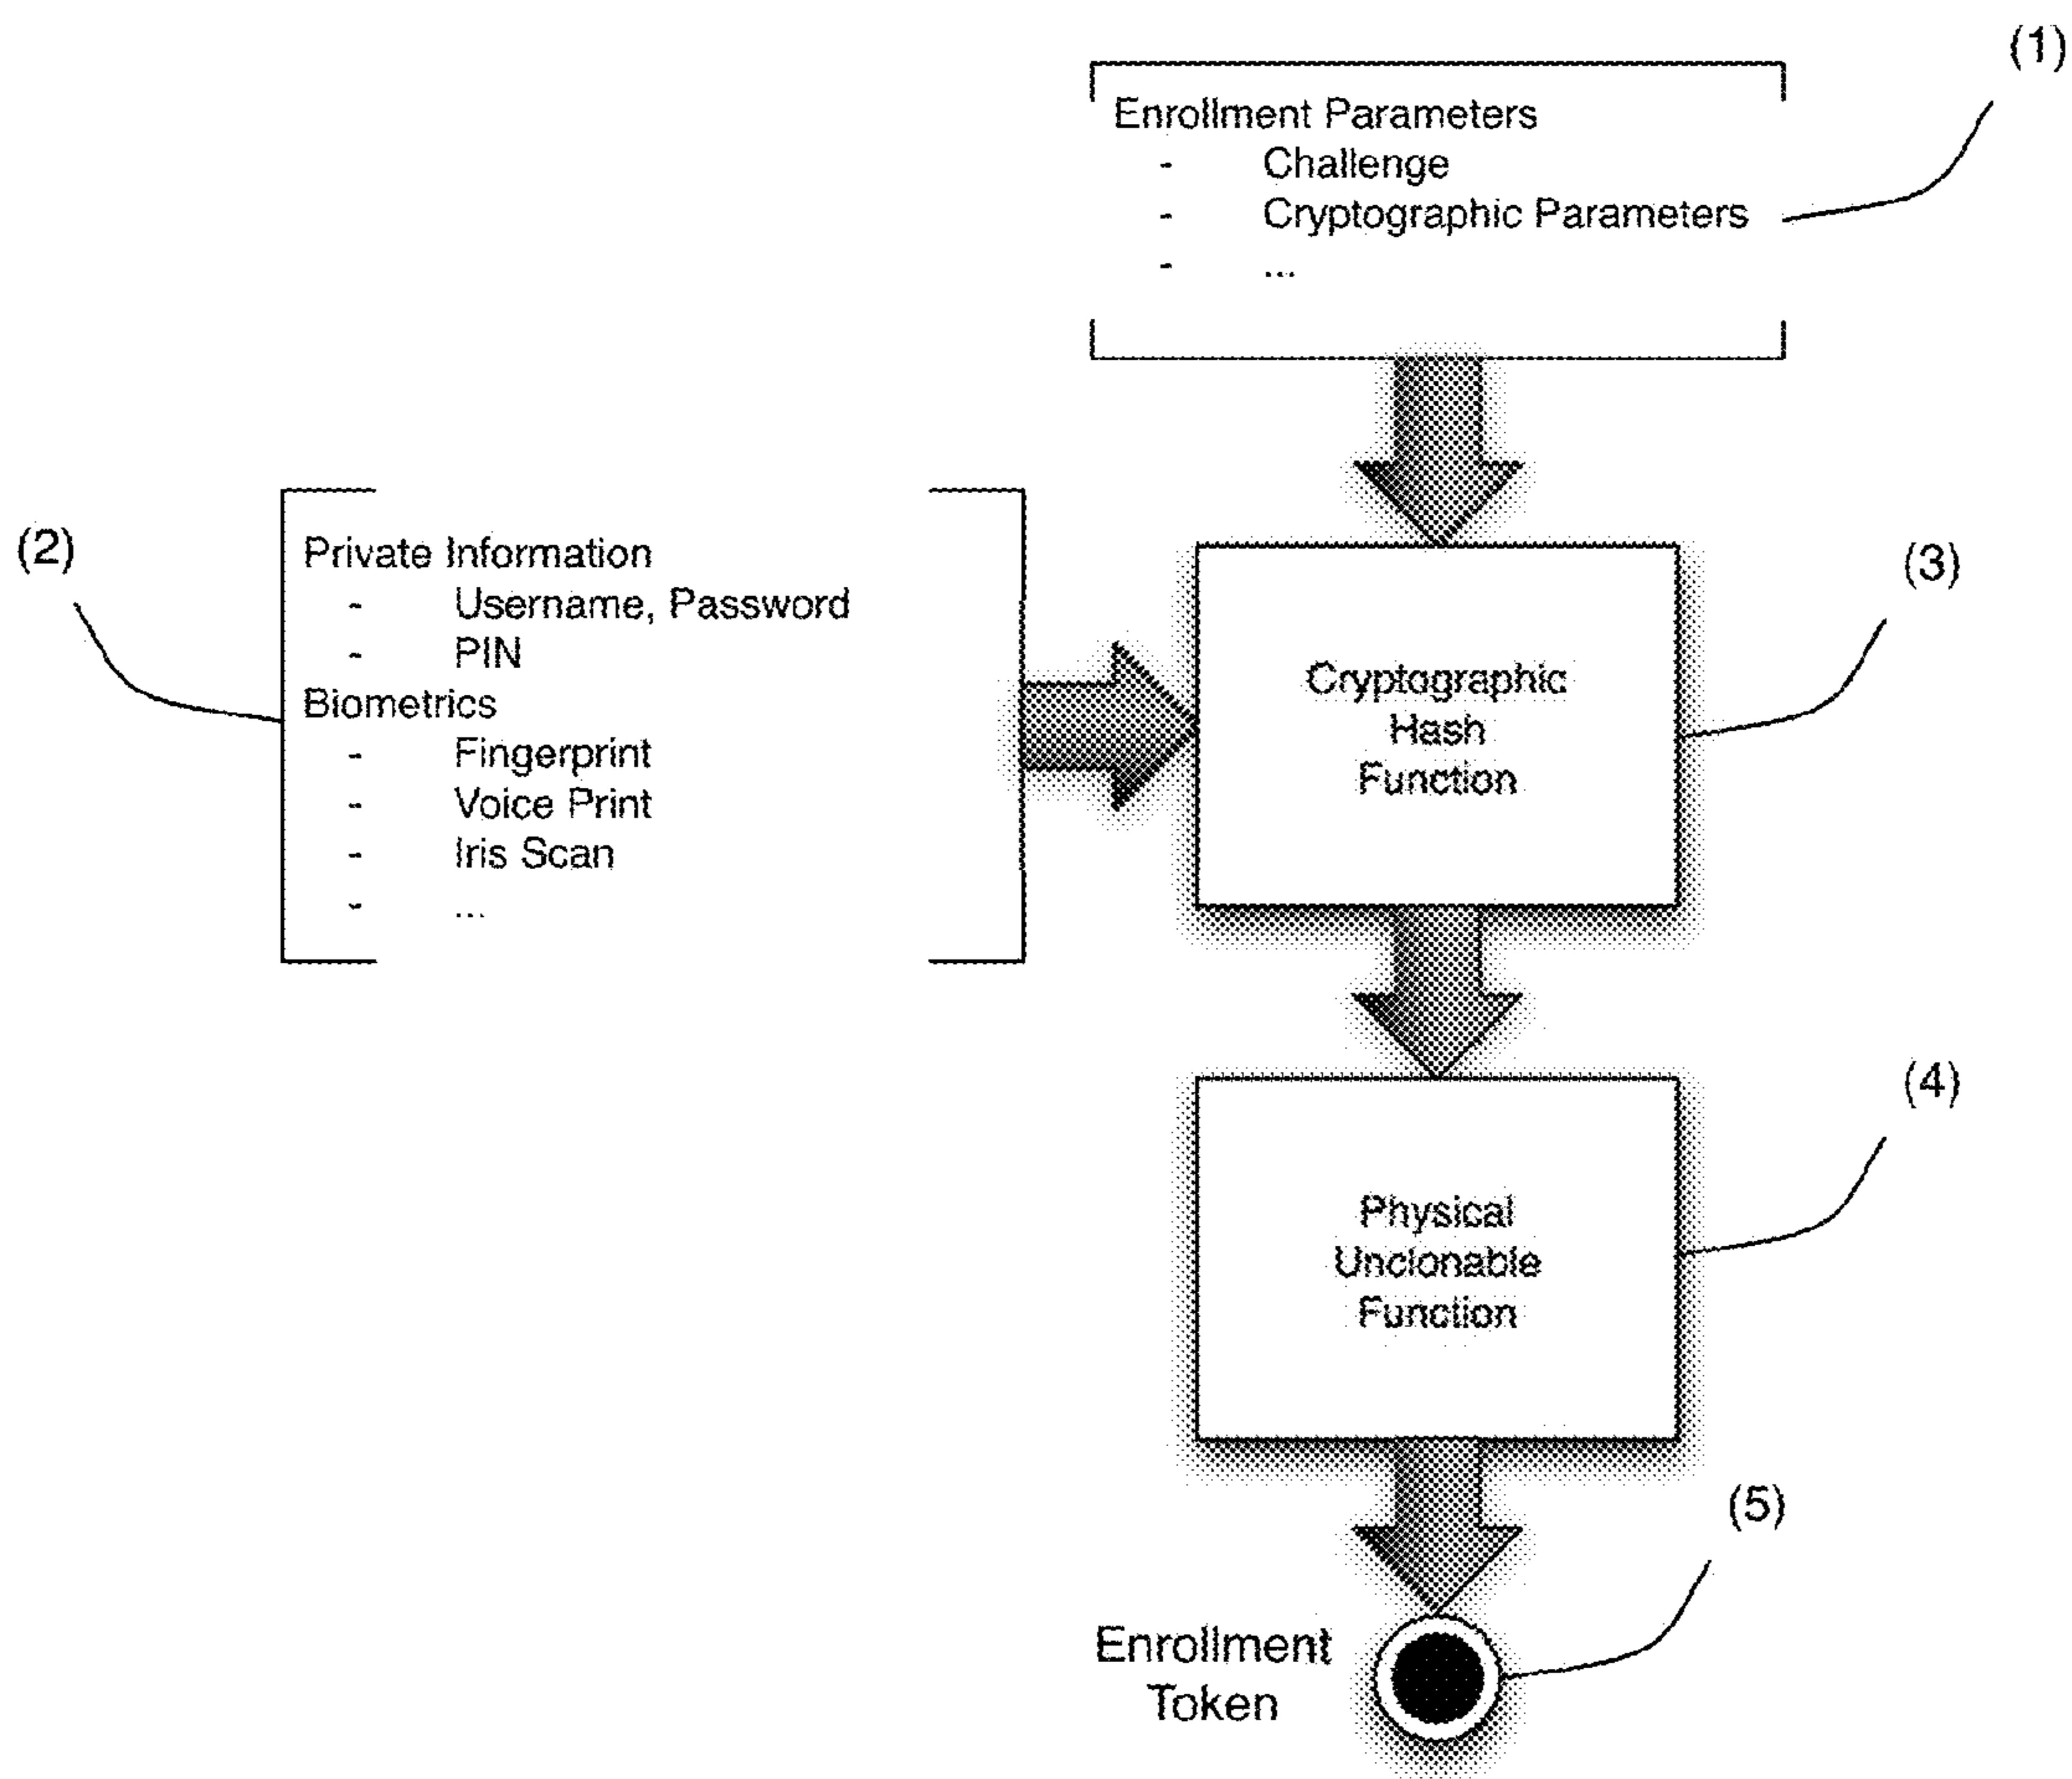 (1)
Enrollment Parameters
- Challenge
- Cryptographic Parameters
- ...
(2)
Private Information
- Username, Password
- PIN
Biometrics
- Fingerprint
- Voice Print
- Iris Scan
- ...
(3)
Cryptographic
Hash
Function
(4)
Physical
Unclonable
Function
(5)
Enrollment
Token